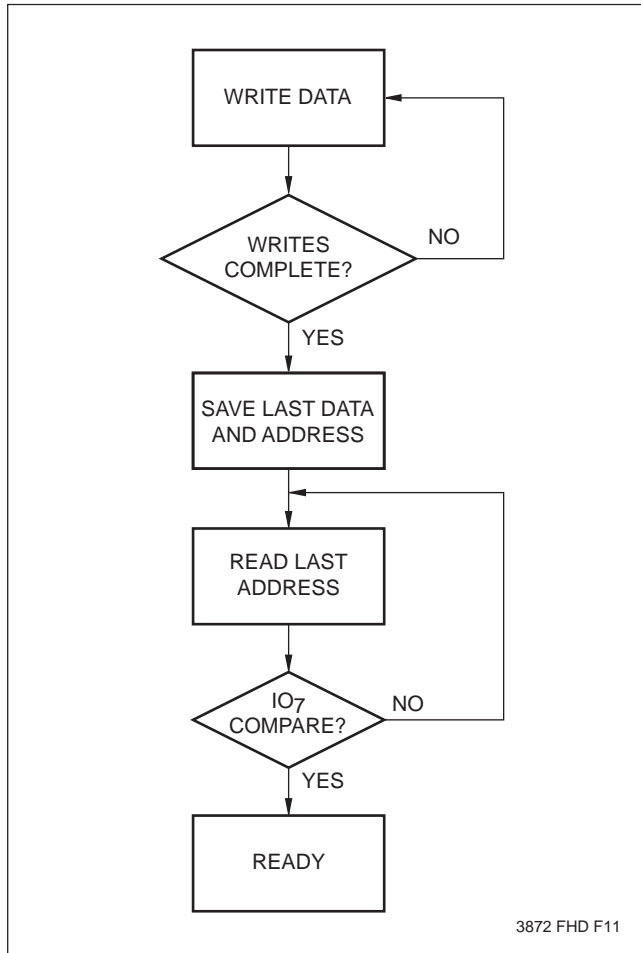 WRITE DATA
WRITES
COMPLETE?
NO
YES
SAVE LAST DATA
AND ADDRESS
READ LAST
ADDRESS
IO7
COMPARE?
NO
YES
READY
3872 FHD F11